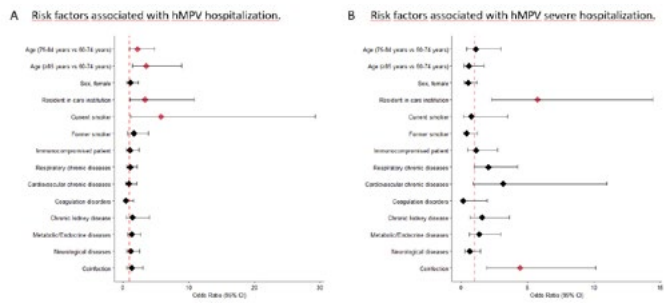 A Risk factors associated with hMPV hospitalization.
Age (75-84 years vs 60-74 years)
Age (≥85 years vs 60-74 years)
Sex, female
Resident in care institution
Current smoker
Former smoker
Immunocompromised patient
Respiratory chronic diseases
Cardiovascular chronic diseases
Coagulation disorders
Chronic kidney disease
Metabolic/Endocrine diseases
Neurological diseases
Coinfection
0 10 20 30
Odds Ratio (95% CI)
B Risk factors associated with hMPV severe hospitalization.
Age (75-84 years vs 60-74 years)
Age (≥85 years vs 60-74 years)
Sex, female
Resident in care institution
Current smoker
Former smoker
Immunocompromised patient
Respiratory chronic diseases
Cardiovascular chronic diseases
Coagulation disorders
Chronic kidney disease
Metabolic/Endocrine diseases
Neurological diseases
Coinfection
0
Odds Ratio (95% CI)